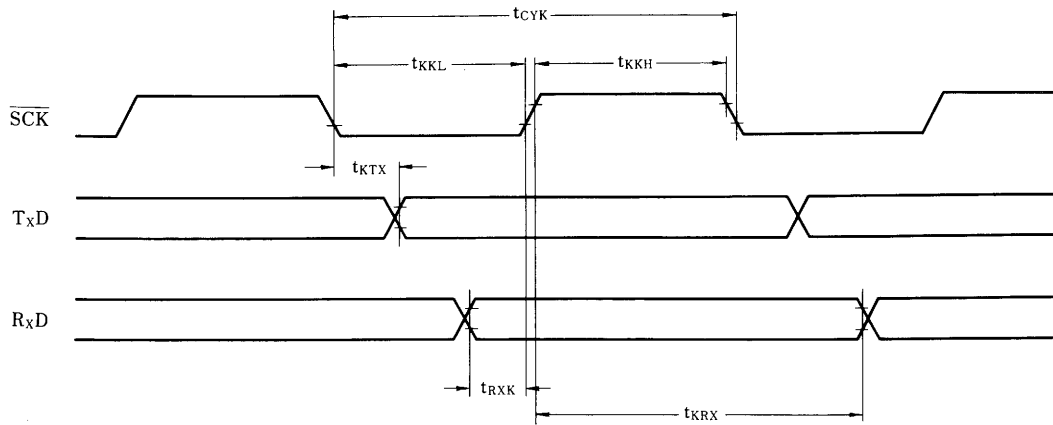 tCYK
tKKL
tKKH
SCK
tKTX
TXD
RXD
tRXK
tKRX